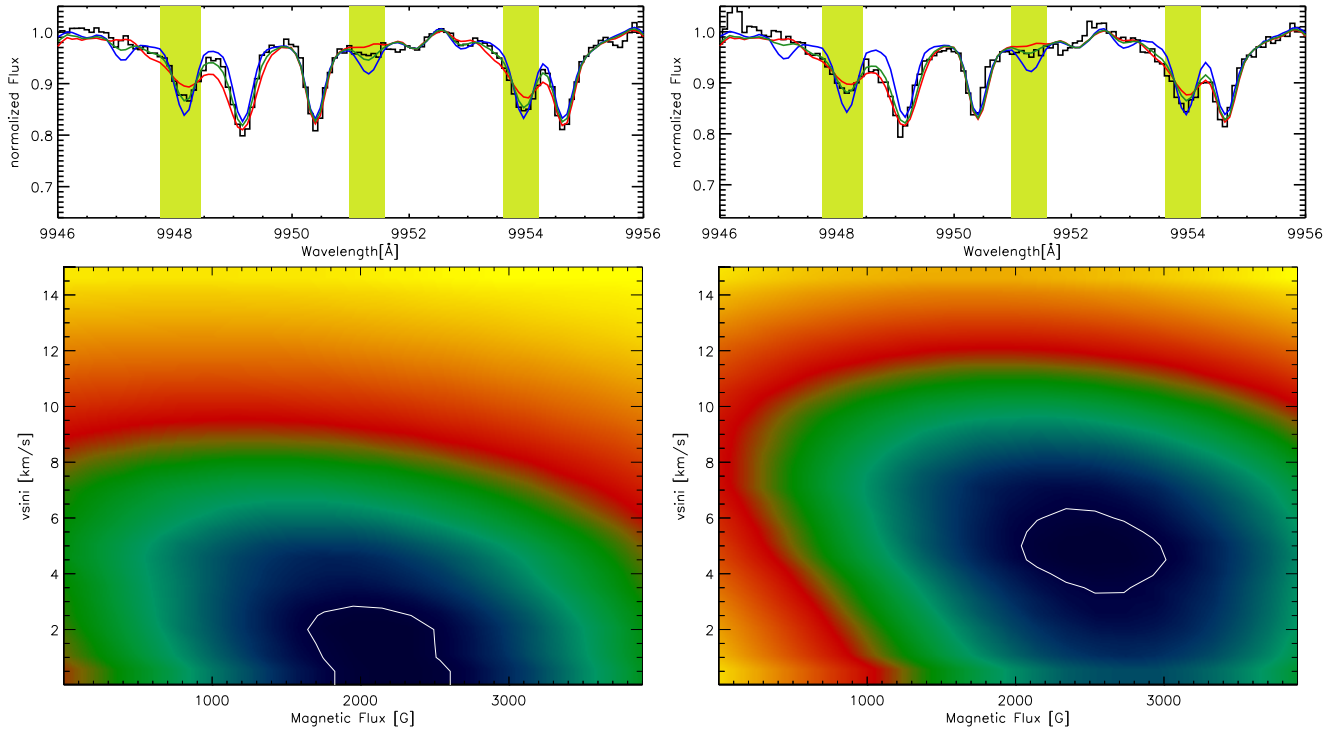 1.0
0.9
0.8
0.7
normalized Flux
9946 9948 9950 9952 9954 9956
Wavelength[Å]
1.0
0.9
0.8
0.7
normalized Flux
9946 9948 9950 9952 9954 9956
Wavelength[Å]
14
12
10
8
6
4
2
vsini [km/s]
1000 2000 3000
Magnetic Flux [G]
14
12
10
8
6
4
2
vsini [km/s]
1000 2000 3000
Magnetic Flux [G]